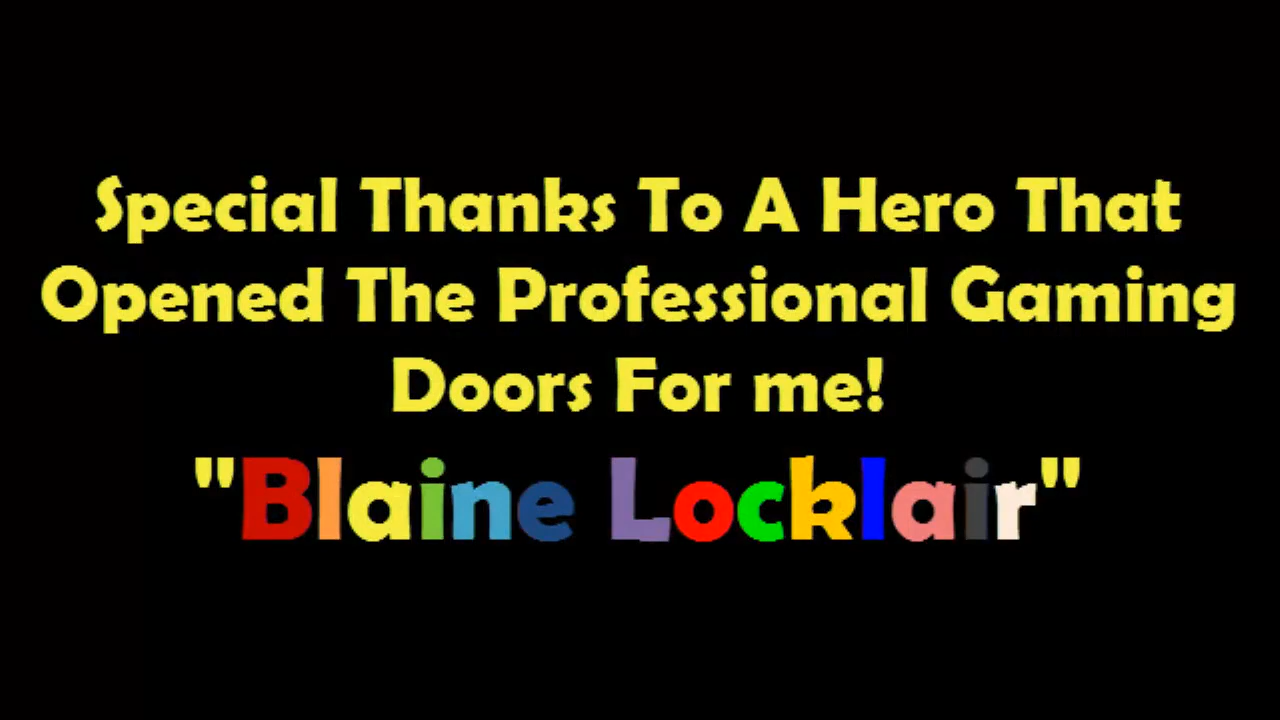 Special Thanks To A Hero That
Opened The Professional Gaming
Doors For me!
"Blaine Locklair"